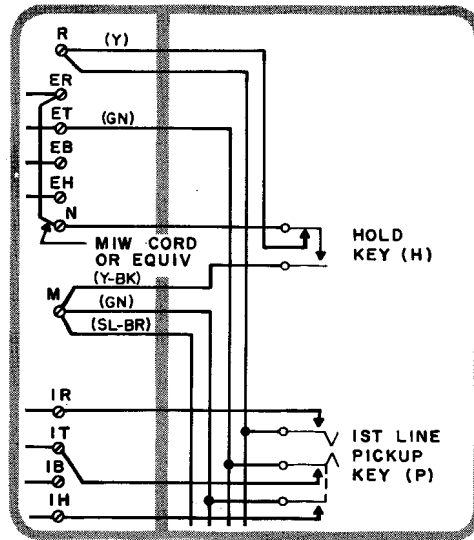 R (Y)
ER
ET (GN)
EB
EH
N
MIW CORD
OR EQUIV
HOLD
KEY (H)
(Y-BK)
M (GN)
(SL-BR)
IR
IT
IB
IH
IST LINE
PICKUP
KEY (P)